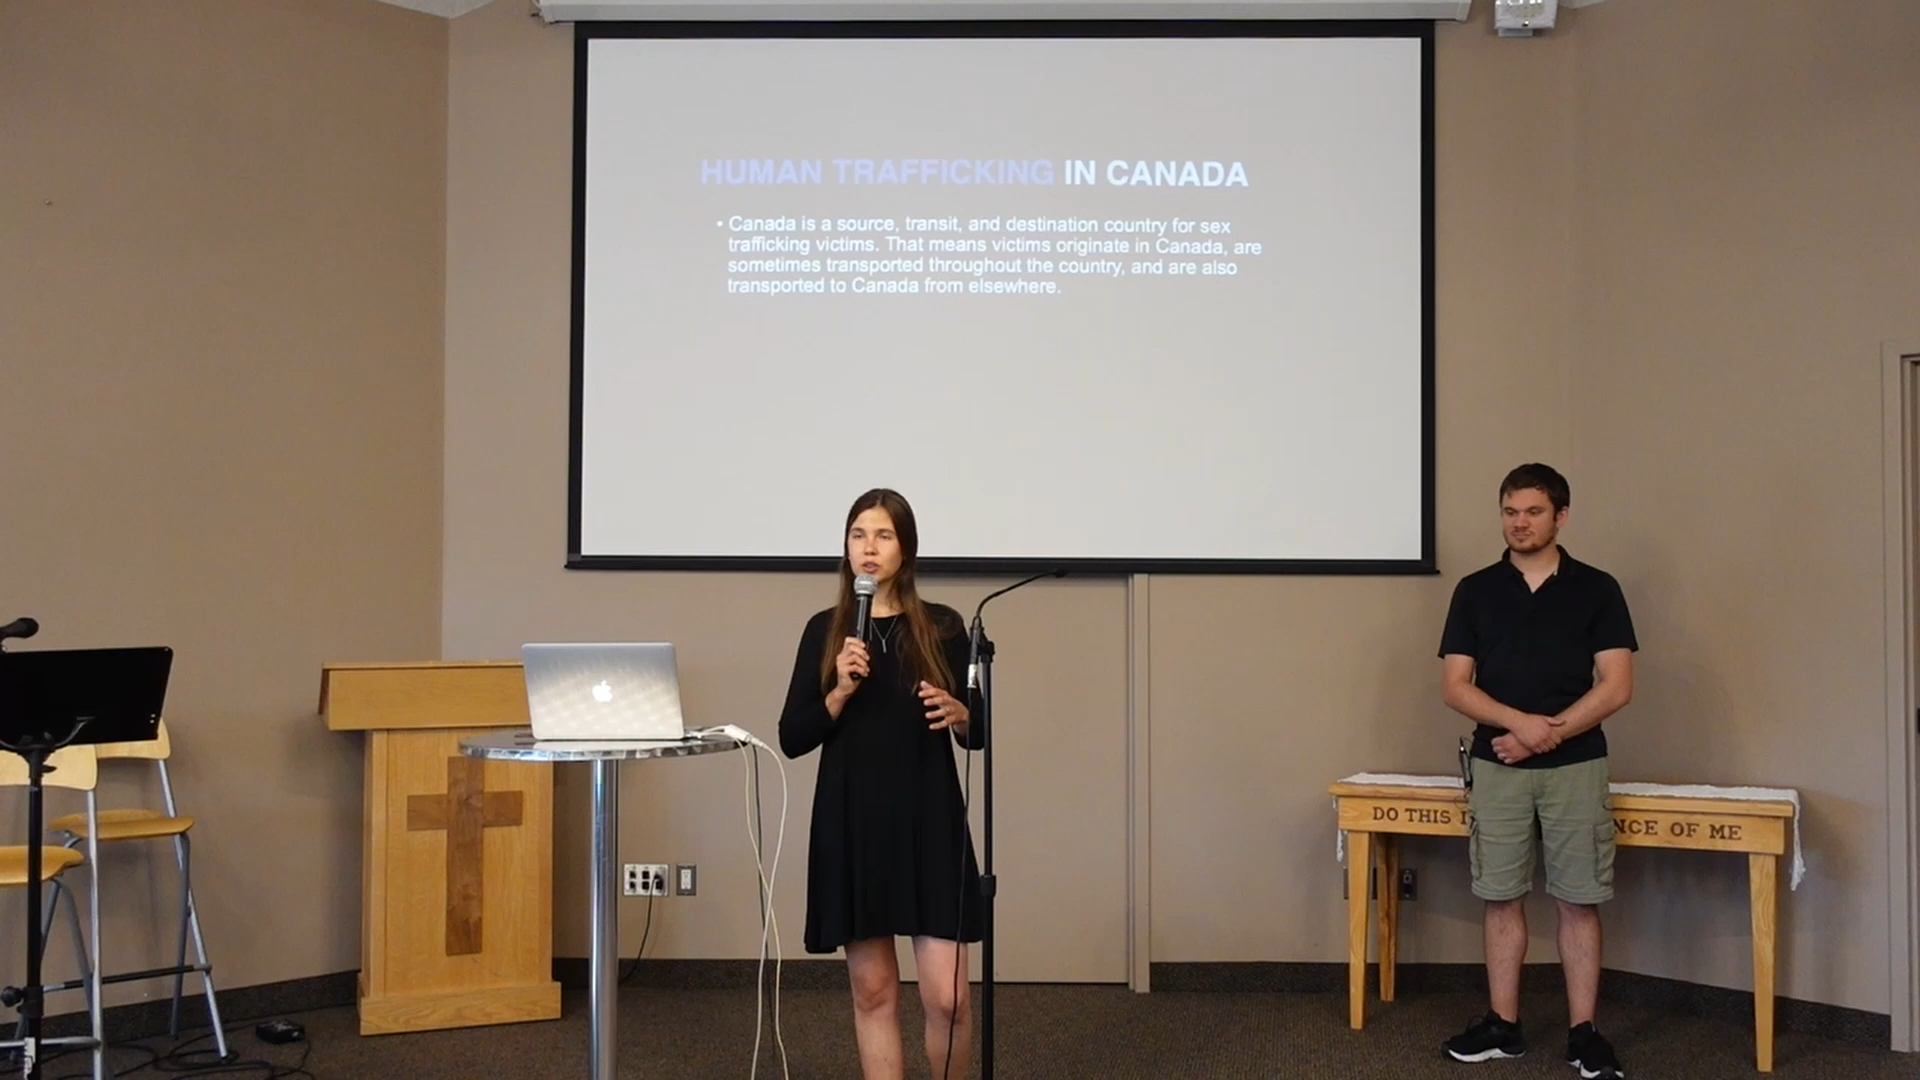 HUMAN TRAFFICKING IN CANADA
• Canada is a source, transit, and destination country for sex
trafficking victims. That means victims originate in Canada, are
sometimes transported throughout the country, and are also
transported to Canada from elsewhere.
DO THIS I NCE OF ME